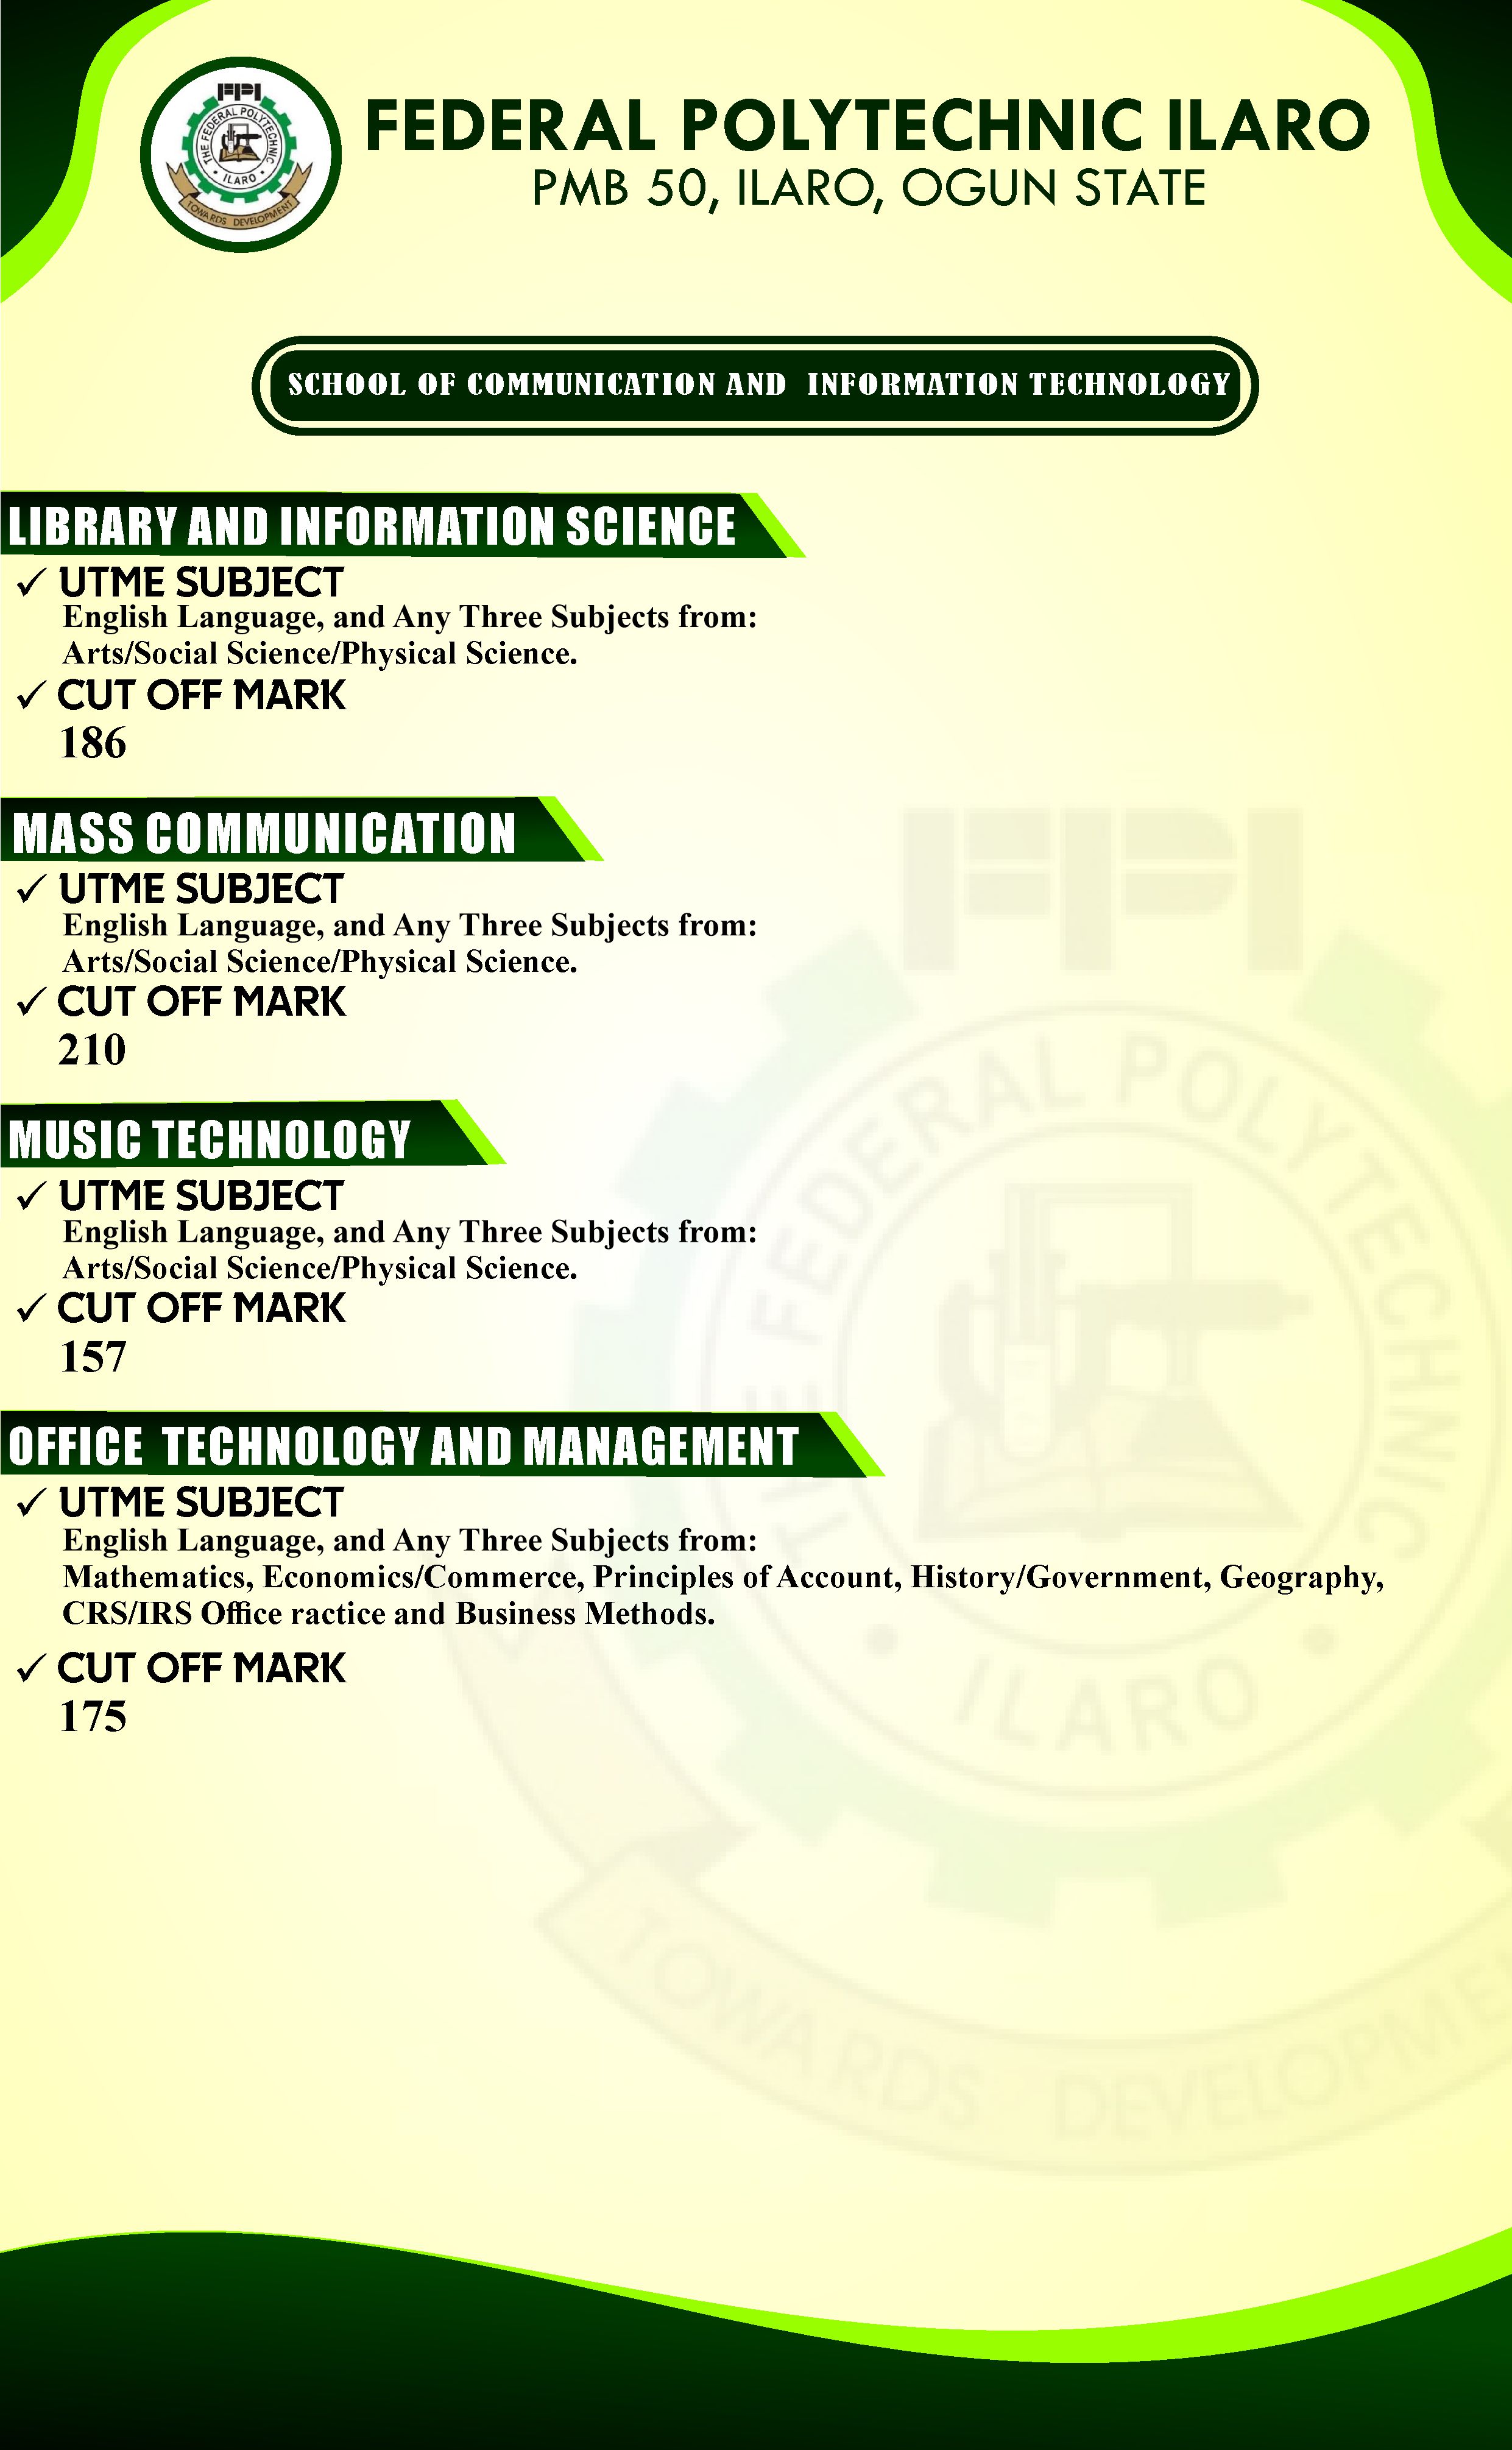 FPI
THE FEDERAL POLYTECHNIC
ILARO
TOWARDS DEVELOPMENT
FEDERAL POLYTECHNIC ILARO
PMB 50, ILARO, OGUN STATE
SCHOOL OF COMMUNICATION AND INFORMATION TECHNOLOGY
LIBRARY AND INFORMATION SCIENCE
✓ UTME SUBJECT
English Language, and Any Three Subjects from:
Arts/Social Science/Physical Science.
✓ CUT OFF MARK
186
MASS COMMUNICATION
✓ UTME SUBJECT
English Language, and Any Three Subjects from:
Arts/Social Science/Physical Science.
✓ CUT OFF MARK
210
MUSIC TECHNOLOGY
✓ UTME SUBJECT
English Language, and Any Three Subjects from:
Arts/Social Science/Physical Science.
✓ CUT OFF MARK
157
OFFICE TECHNOLOGY AND MANAGEMENT
✓ UTME SUBJECT
English Language, and Any Three Subjects from:
Mathematics, Economics/Commerce, Principles of Account, History/Government, Geography,
CRS/IRS Office ractice and Business Methods.
✓ CUT OFF MARK
175
FPI
THE FEDERAL POLYTECHNIC
ILARO
TOWARDS DEVELOPME